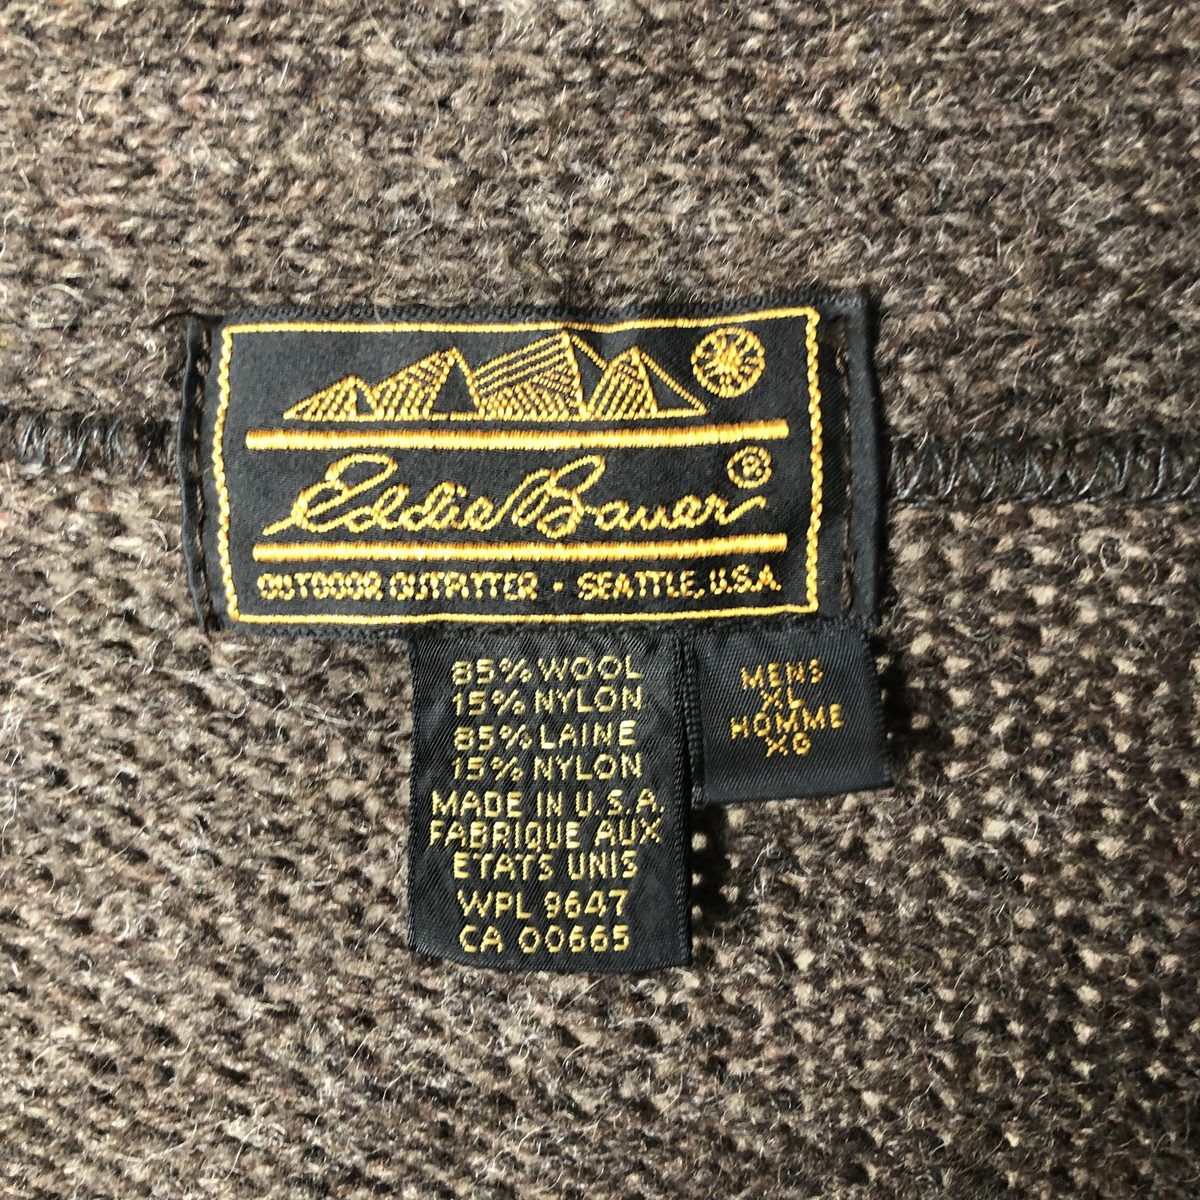 Eddie Bauer ®
OUTDOOR OUTFITTER • SEATTLE, U.S.A.
85% WOOL
15% NYLON
85% LAINE
15% NYLON
MADE IN U.S.A.
FABRIQUE AUX
ETATS UNIS
WPL 9647
CA 00665
MENS
XL
HOMME
XG